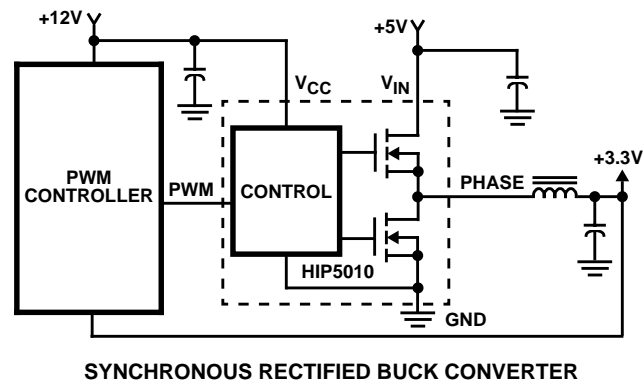 +12V
+5V
VCC
VIN
PWM
CONTROLLER
PWM
CONTROL
PHASE
+3.3V
HIP5010
GND
SYNCHRONOUS RECTIFIED BUCK CONVERTER